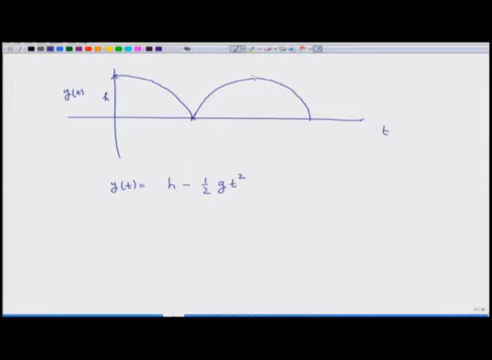 y(t)
h
t
y(t) = h - 1/2 g t²